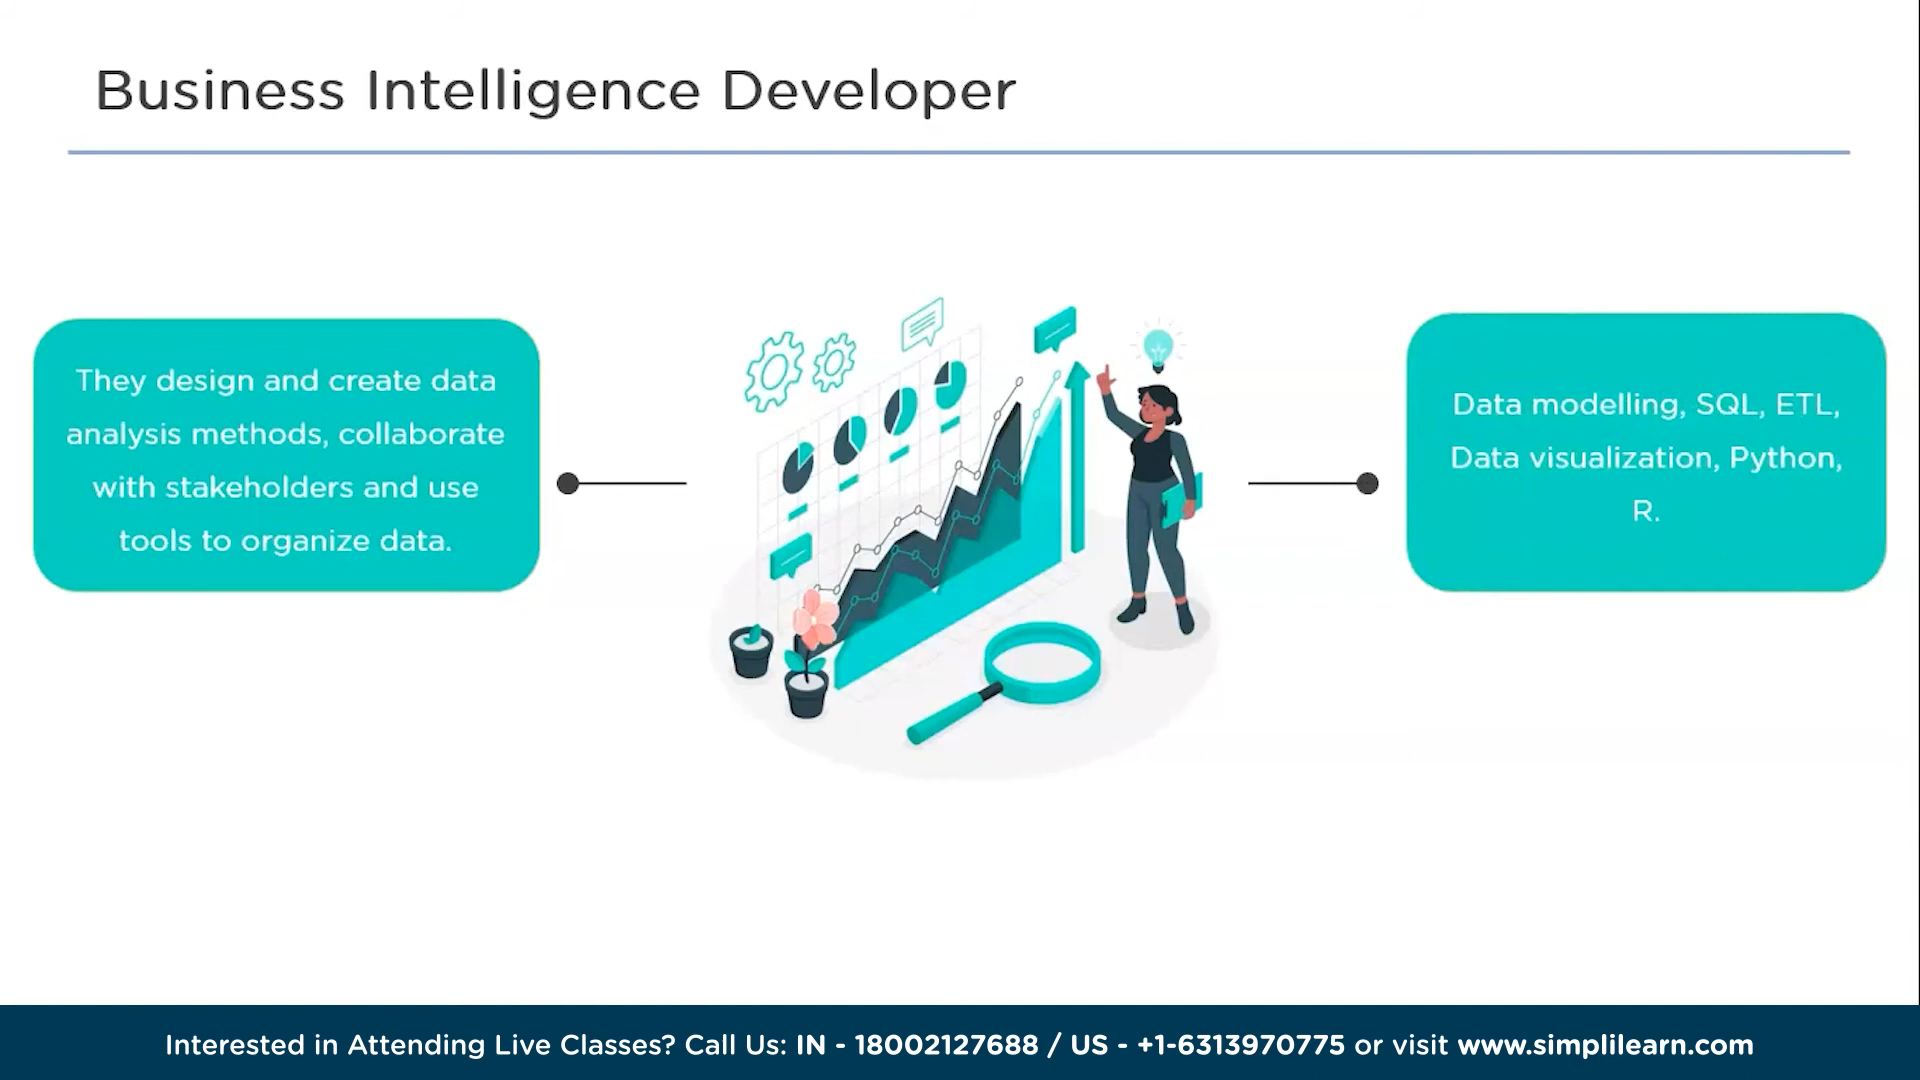 Business Intelligence Developer
They design and create data
analysis methods, collaborate
with stakeholders and use
tools to organize data.
Data modelling, SQL, ETL,
Data visualization, Python,
R.
Interested in Attending Live Classes? Call Us: IN - 18002127688 / US - +1-6313970775 or visit www.simplilearn.com